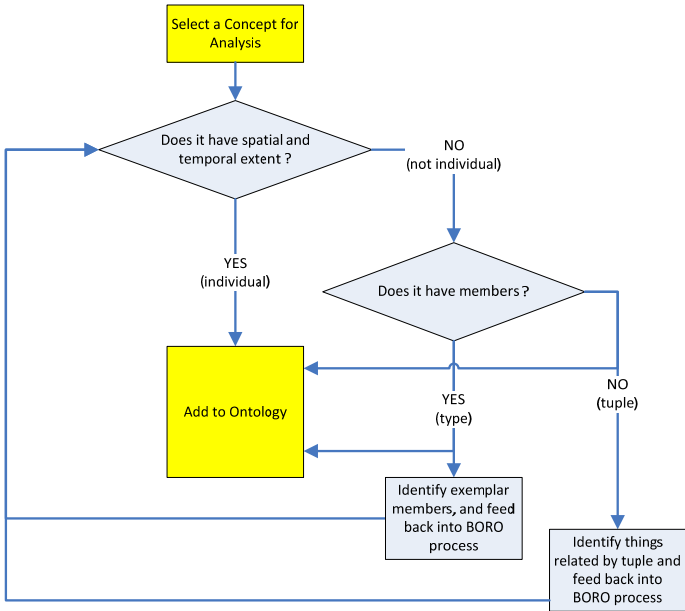 Select a Concept for
Analysis
Does it have spatial and
temporal extent ?
NO
(not individual)
YES
(individual)
Does it have members ?
Add to Ontology
YES
(type)
NO
(tuple)
Identify exemplar
members, and feed
back into BORO
process
Identify things
related by tuple and
feed back into
BORO process